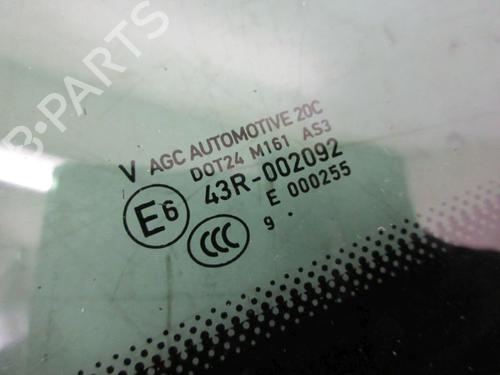 B-PARTS
V AGC AUTOMOTIVE 20C
DOT24 M161 AS3
E6 43R-002092
E 000255
CCC 9 .